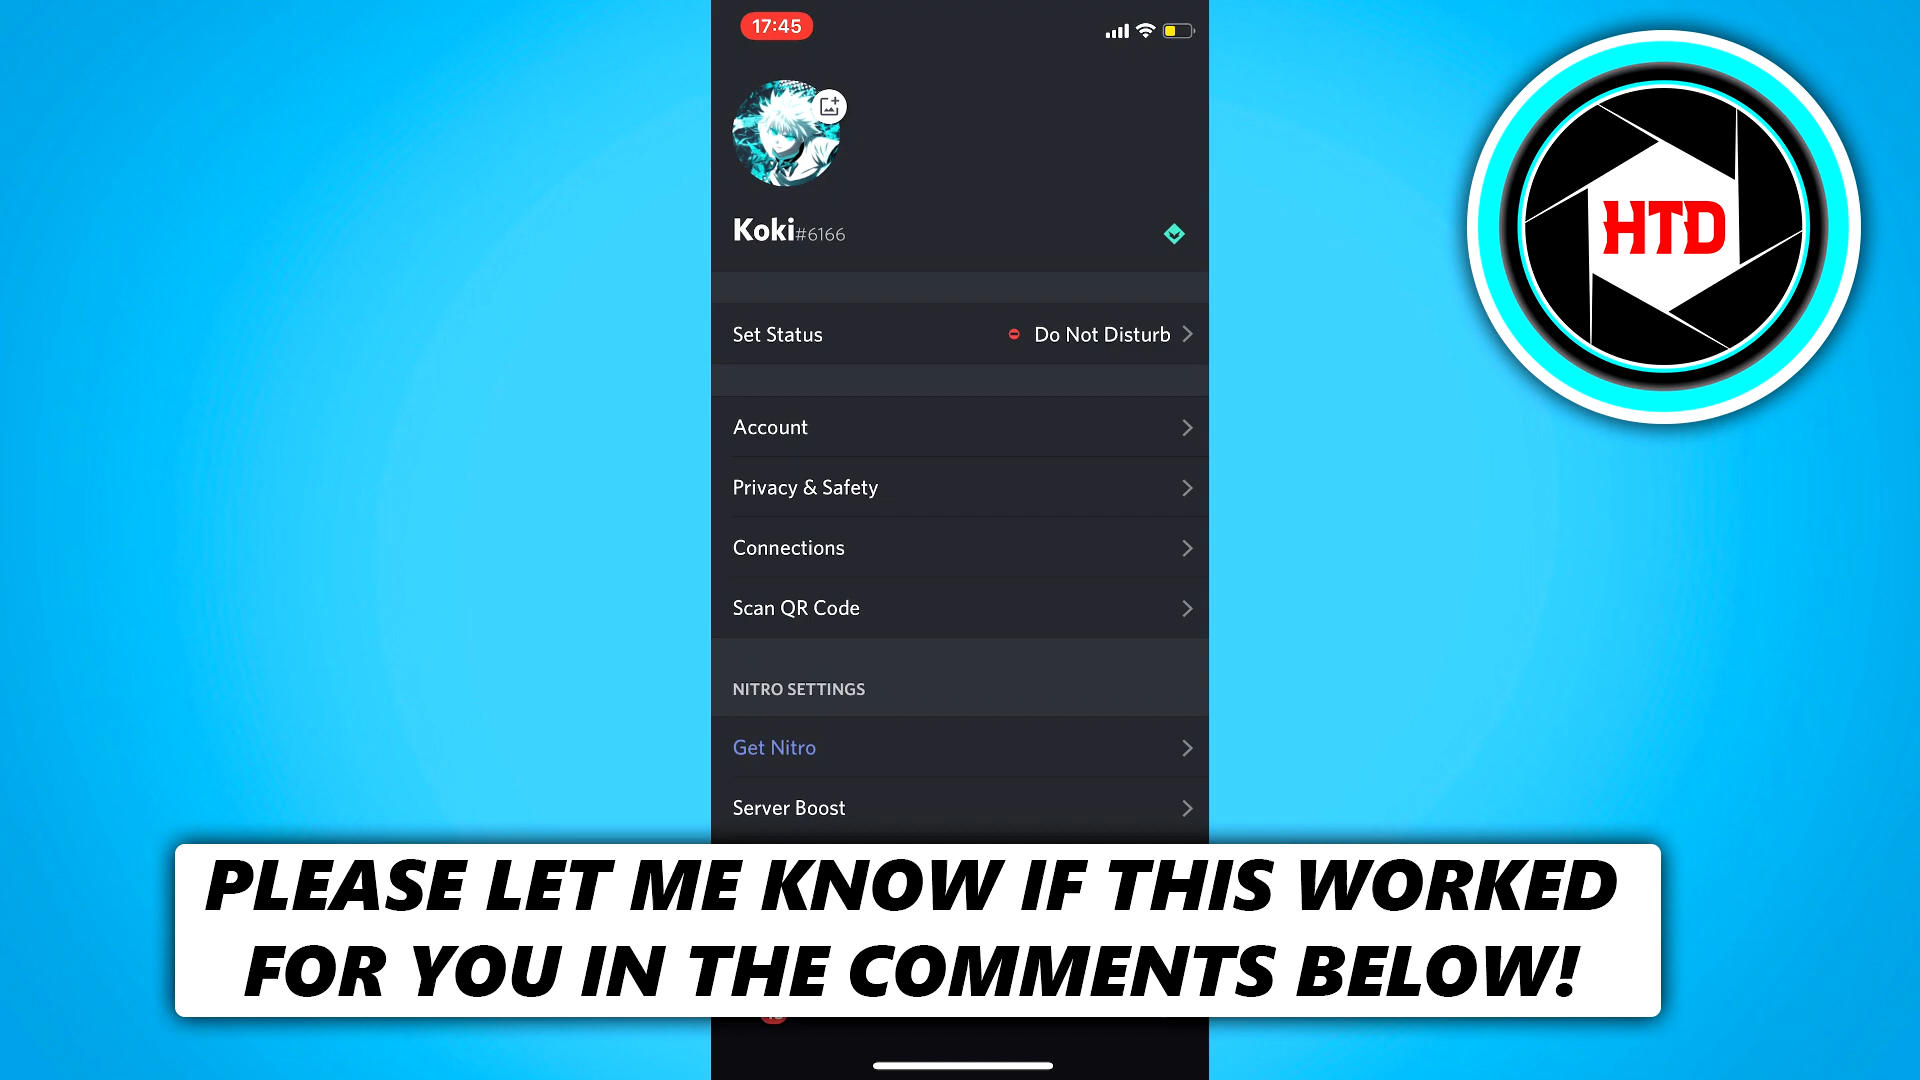 17:45
HTD
Koki#6166
Set Status Do Not Disturb
Account
Privacy & Safety
Connections
Scan QR Code
NITRO SETTINGS
Get Nitro
Server Boost
PLEASE LET ME KNOW IF THIS WORKED
FOR YOU IN THE COMMENTS BELOW!